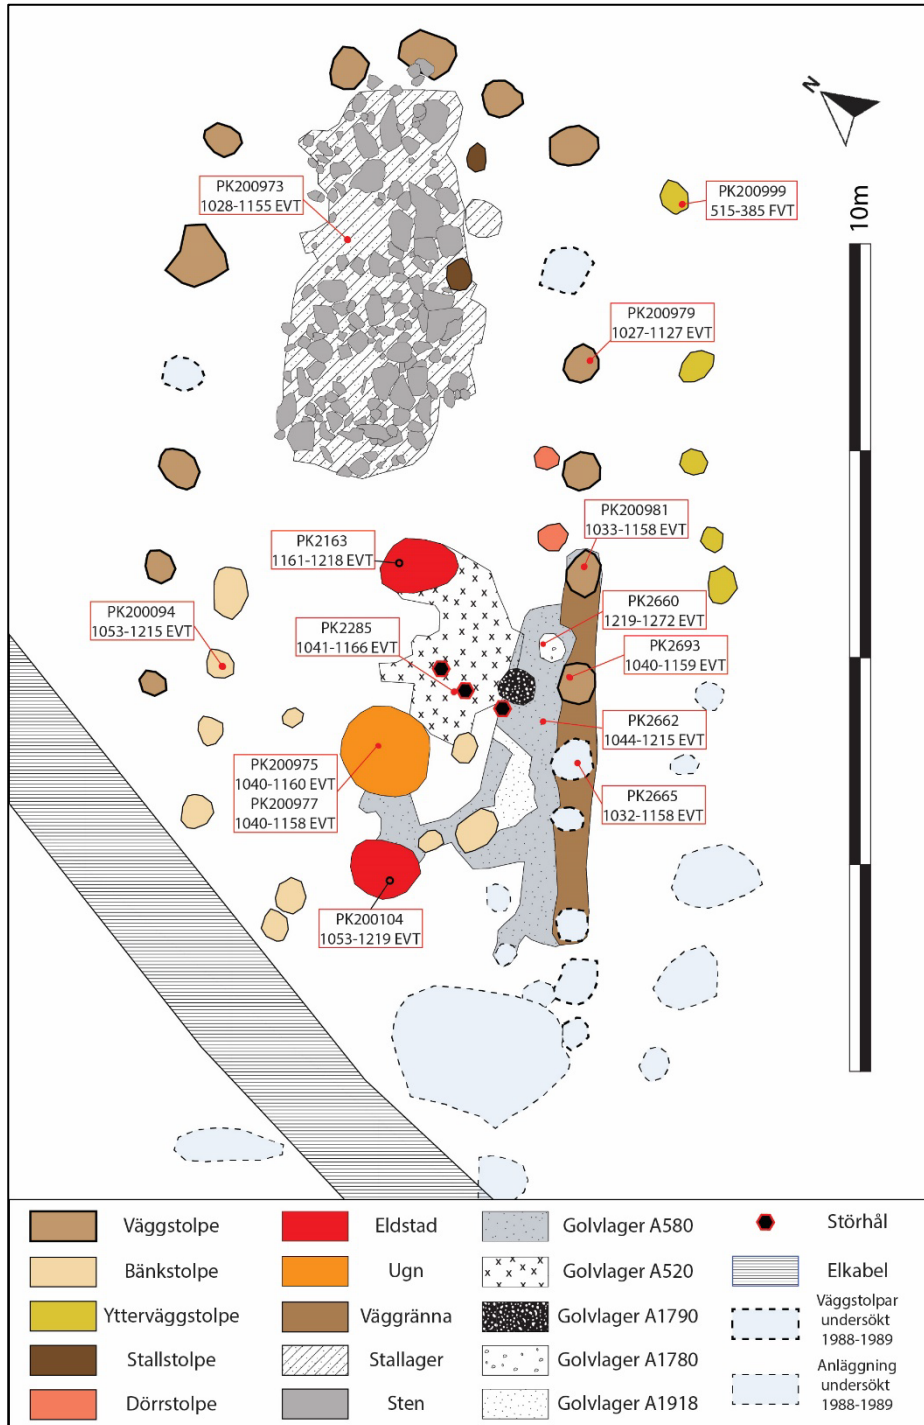 N
PK200973
1028-1155 EVT
PK200999
515-385 FVT
10m
PK200979
1027-1127 EVT
PK200981
1033-1158 EVT
PK2163
1161-1218 EVT
PK2660
1219-1272 EVT
PK200094
1053-1215 EVT
PK2285
1041-1166 EVT
PK2693
1040-1159 EVT
PK2662
1044-1215 EVT
PK200975
1040-1160 EVT
PK200977
1040-1158 EVT
PK2665
1032-1158 EVT
PK200104
1053-1219 EVT
Väggstolpe
Bänkstolpe
Ytterväggstolpe
Stallstolpe
Dörrstolpe
Eldstad
Ugn
Väggränna
Stallager
Sten
Golvlager A580
Golvlager A520
Golvlager A1790
Golvlager A1780
Golvlager A1918
Störhål
Elkabel
Väggstolpar
undersökt
1988-1989
Anläggning
undersökt
1988-1989